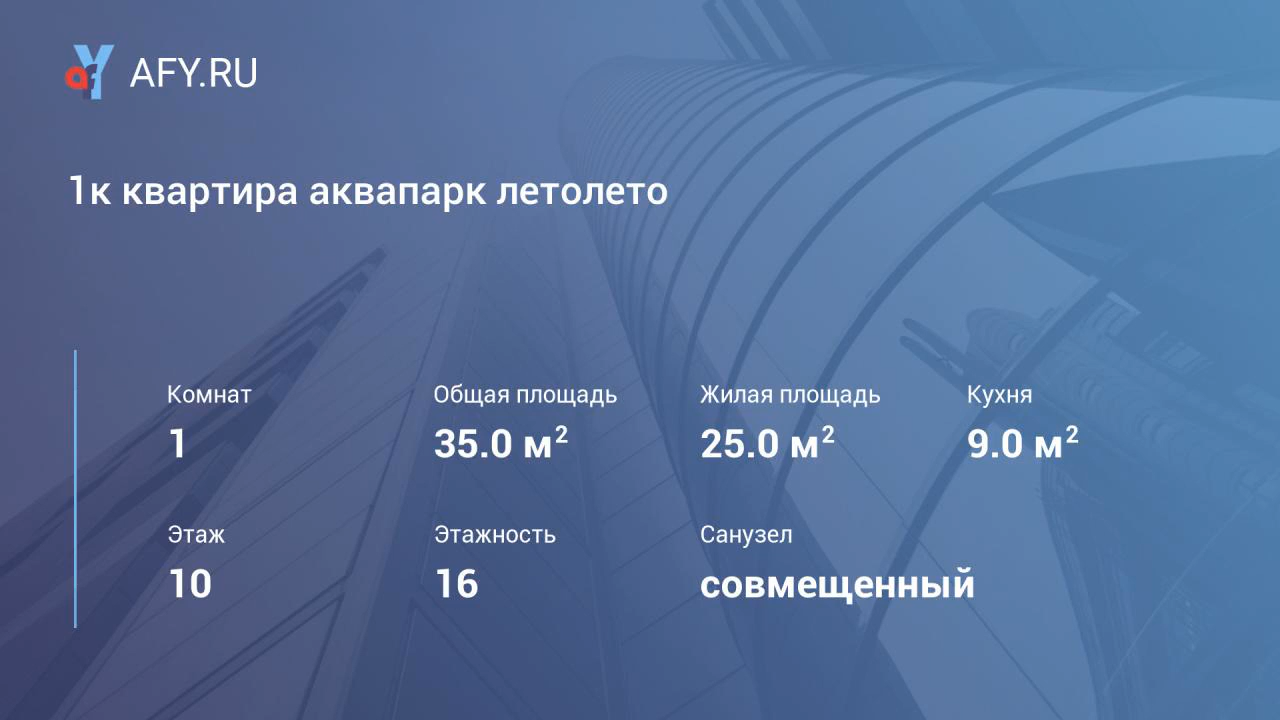 AFY.RU
1к квартира аквапарк летолето
Комнат
1
Общая площадь
35.0 м²
Жилая площадь
25.0 м²
Кухня
9.0 м²
Этаж
10
Этажность
16
Санузел
совмещенный